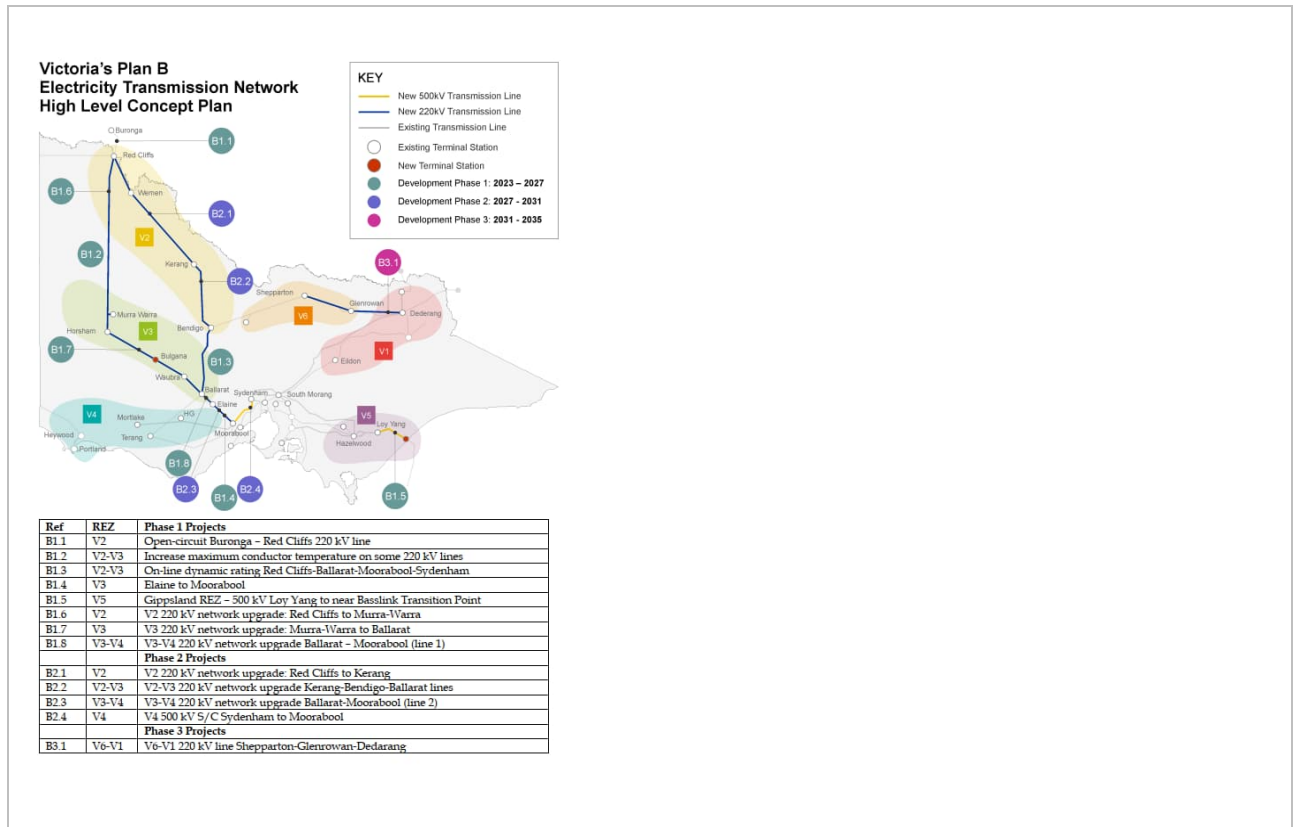 Victoria's Plan B
Electricity Transmission Network
High Level Concept Plan
KEY
New 500kV Transmission Line
New 220kV Transmission Line
Existing Transmission Line
Existing Terminal Station
New Terminal Station
Development Phase 1: 2023 – 2027
Development Phase 2: 2027 - 2031
Development Phase 3: 2031 - 2035
Buronga
B1.1
Red Cliffs
B1.6
Wemen
B2.1
V2
B1.2
Kerang
B3.1
B2.2
Shepparton
Glenrowan
Murra Warra
Dederang
V6
Horsham
V3
Bendigo
V1
B1.7
Bulgana
B1.3
Eildon
Waubra
Ballarat
Sydenham
South Morang
Elaine
V4
Mortlake
HG
V5
Loy Yang
Moorabool
Heywood
Terang
Hazelwood
Portland
B1.8
B2.3
B1.4
B2.4
B1.5
Ref REZ Phase 1 Projects
B1.1 V2 Open-circuit Buronga – Red Cliffs 220 kV line
B1.2 V2-V3 Increase maximum conductor temperature on some 220 kV lines
B1.3 V2-V3 On-line dynamic rating Red Cliffs-Ballarat-Moorabool-Sydenham
B1.4 V3 Elaine to Moorabool
B1.5 V5 Gippsland REZ – 500 kV Loy Yang to near Basslink Transition Point
B1.6 V2 V2 220 kV network upgrade: Red Cliffs to Murra-Warra
B1.7 V3 V3 220 kV network upgrade: Murra-Warra to Ballarat
B1.8 V3-V4 V3-V4 220 kV network upgrade Ballarat – Moorabool (line 1)
Phase 2 Projects
B2.1 V2 V2 220 kV network upgrade: Red Cliffs to Kerang
B2.2 V2-V3 V2-V3 220 kV network upgrade Kerang-Bendigo-Ballarat lines
B2.3 V3-V4 V3-V4 220 kV network upgrade Ballarat-Moorabool (line 2)
B2.4 V4 V4 500 kV S/C Sydenham to Moorabool
Phase 3 Projects
B3.1 V6-V1 V6-V1 220 kV line Shepparton-Glenrowan-Dedarang